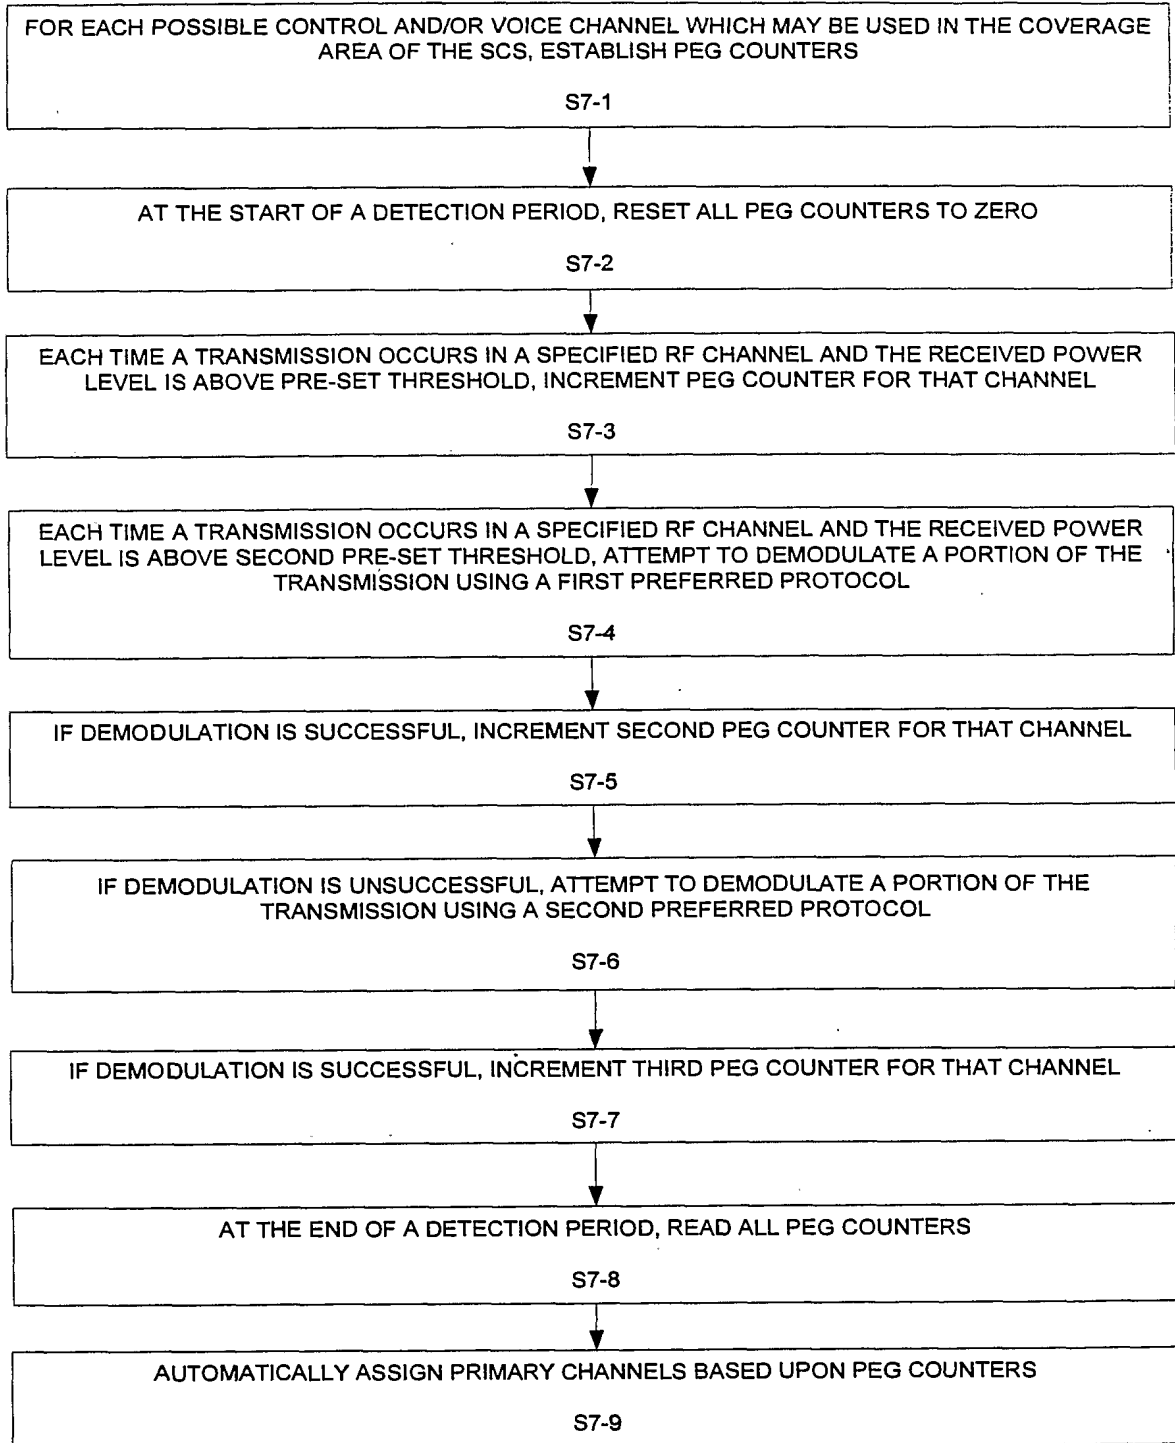 FOR EACH POSSIBLE CONTROL AND/OR VOICE CHANNEL WHICH MAY BE USED IN THE COVERAGE
AREA OF THE SCS, ESTABLISH PEG COUNTERS
S7-1
AT THE START OF A DETECTION PERIOD, RESET ALL PEG COUNTERS TO ZERO
S7-2
EACH TIME A TRANSMISSION OCCURS IN A SPECIFIED RF CHANNEL AND THE RECEIVED POWER
LEVEL IS ABOVE PRE-SET THRESHOLD, INCREMENT PEG COUNTER FOR THAT CHANNEL
S7-3
EACH TIME A TRANSMISSION OCCURS IN A SPECIFIED RF CHANNEL AND THE RECEIVED POWER
LEVEL IS ABOVE SECOND PRE-SET THRESHOLD, ATTEMPT TO DEMODULATE A PORTION OF THE
TRANSMISSION USING A FIRST PREFERRED PROTOCOL
S7-4
IF DEMODULATION IS SUCCESSFUL, INCREMENT SECOND PEG COUNTER FOR THAT CHANNEL
S7-5
IF DEMODULATION IS UNSUCCESSFUL, ATTEMPT TO DEMODULATE A PORTION OF THE
TRANSMISSION USING A SECOND PREFERRED PROTOCOL
S7-6
IF DEMODULATION IS SUCCESSFUL, INCREMENT THIRD PEG COUNTER FOR THAT CHANNEL
S7-7
AT THE END OF A DETECTION PERIOD, READ ALL PEG COUNTERS
S7-8
AUTOMATICALLY ASSIGN PRIMARY CHANNELS BASED UPON PEG COUNTERS
S7-9